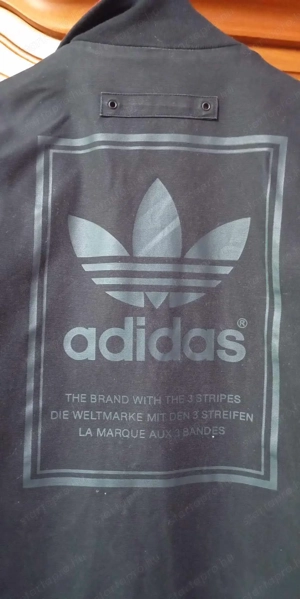 adidas®
THE BRAND WITH THE 3 STRIPES
DIE WELTMARKE MIT DEN 3 STREIFEN
LA MARQUE AUX 3 BANDES